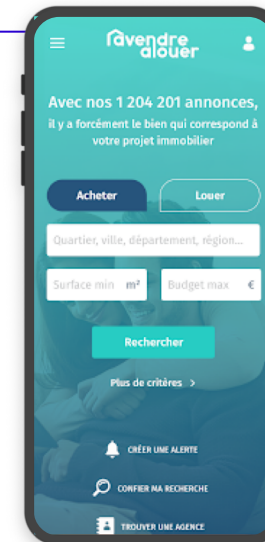 àvendre
alouer
Avec nos 1 204 201 annonces,
il y a forcément le bien qui correspond à
votre projet immobilier
Acheter
Louer
Quartier, ville, département, région...
Surface min m²
Budget max €
Rechercher
Plus de critères >
CRÉER UNE ALERTE
CONFIER MA RECHERCHE
TROUVER UNE AGENCE